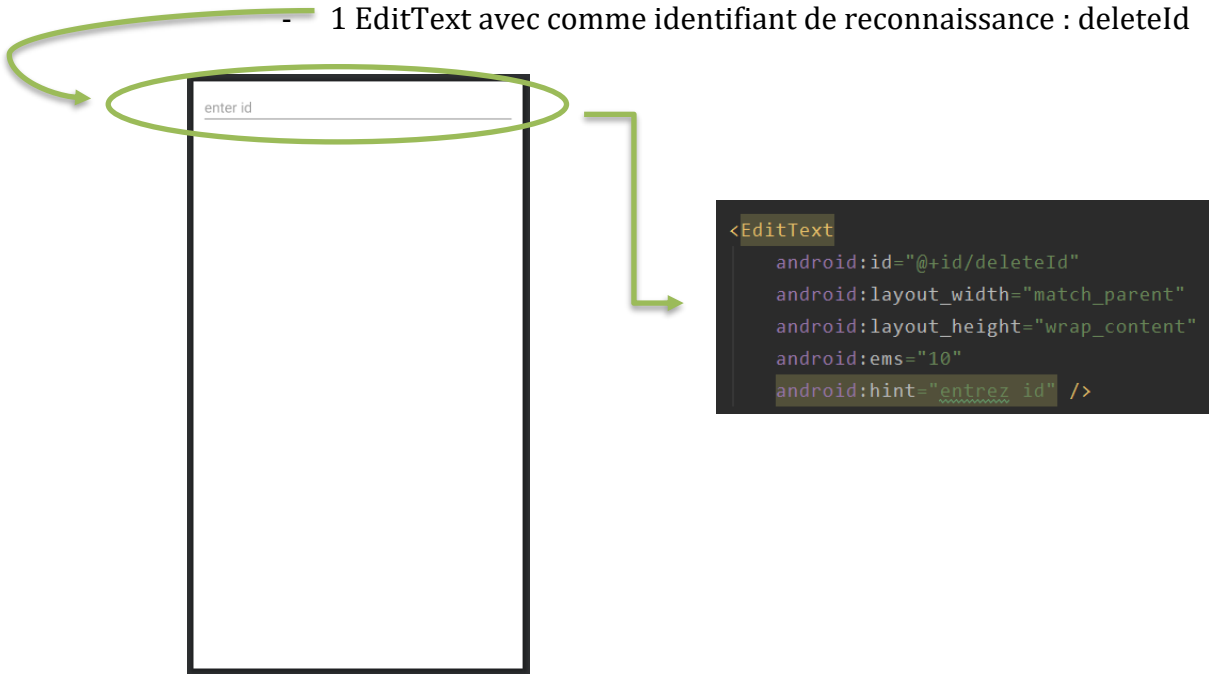 - 1 EditText avec comme identifiant de reconnaissance : deleteId
enter id
<EditText
android:id="@+id/deleteId"
android:layout_width="match_parent"
android:layout_height="wrap_content"
android:ems="10"
android:hint="entrez id" />